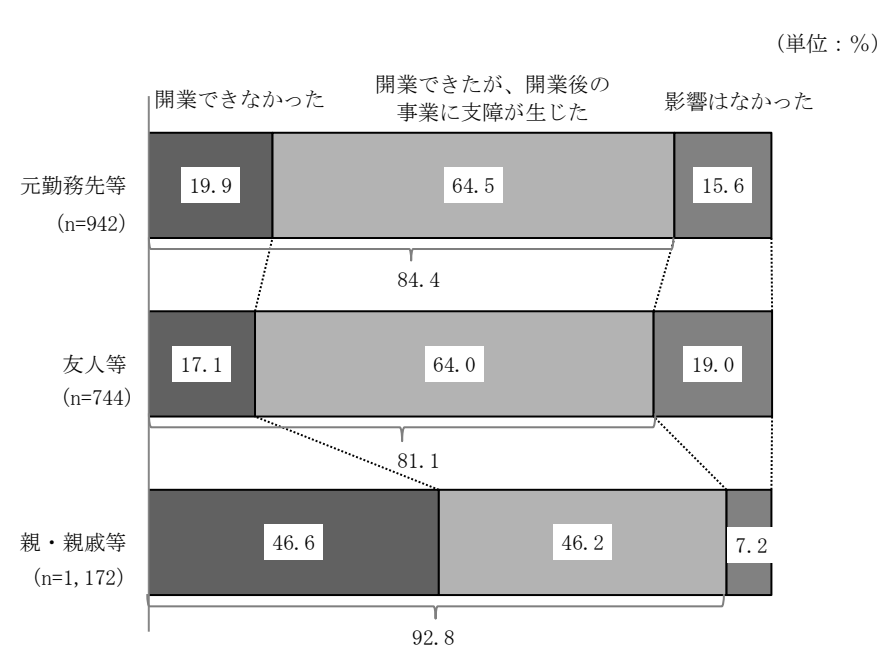 （単位：％）
開業できなかった
開業できたが、開業後の
事業に支障が生じた
影響はなかった
元勤務先等
(n=942)
19.9
64.5
15.6
84.4
友人等
(n=744)
17.1
64.0
19.0
81.1
親・親戚等
(n=1,172)
46.6
46.2
7.2
92.8